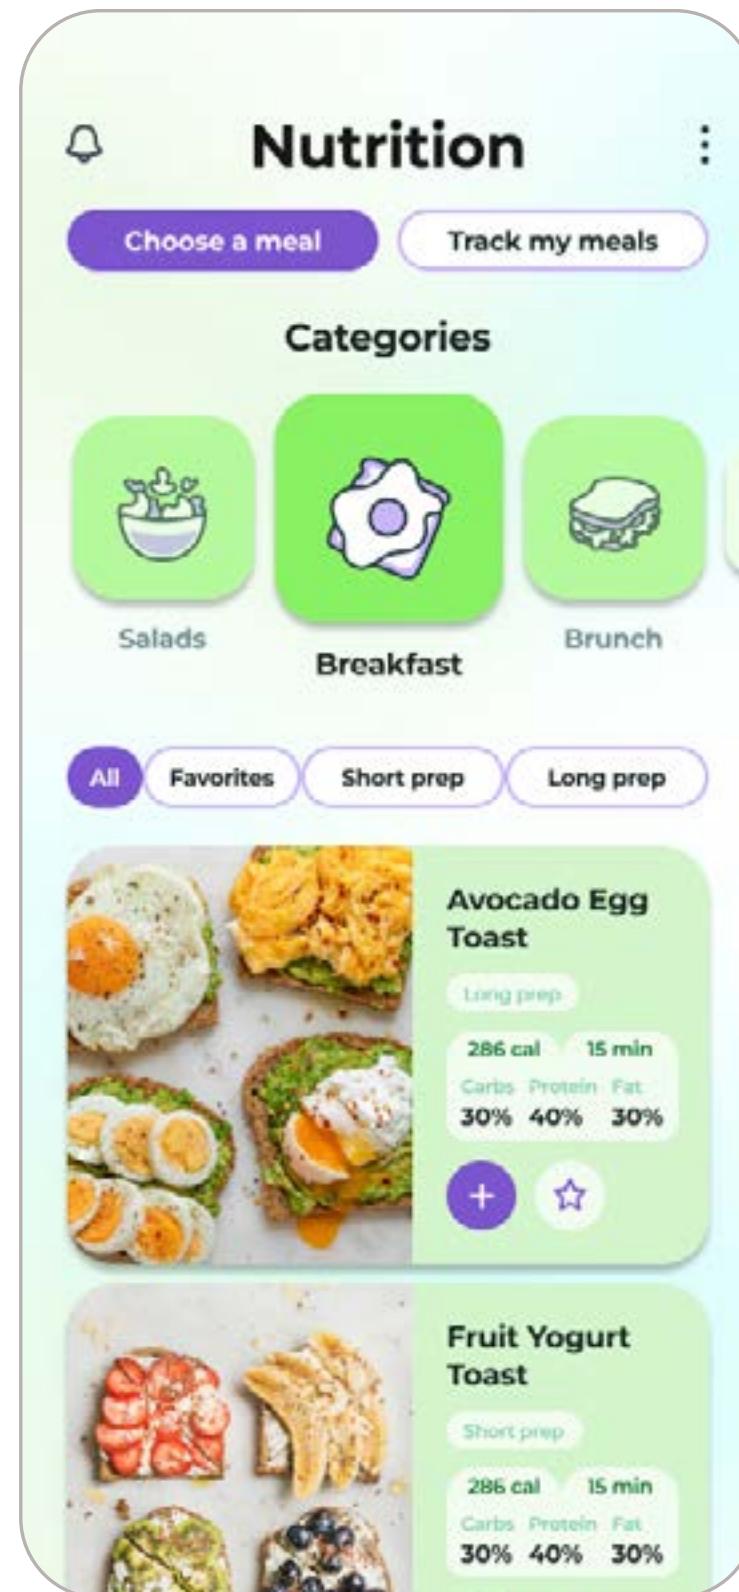 Nutrition
Choose a meal Track my meals
Categories
Salads Breakfast Brunch
All Favorites Short prep Long prep
Avocado Egg
Toast
Long prep
286 cal 15 min
Carbs Protein Fat
30% 40% 30%
Fruit Yogurt
Toast
Short prep
286 cal 15 min
Carbs Protein Fat
30% 40% 30%